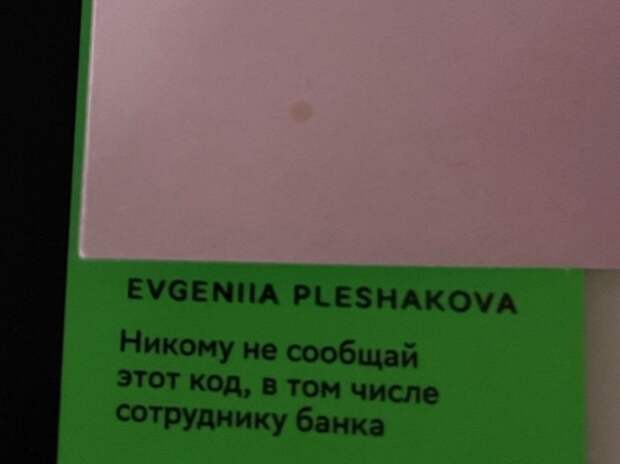 EVGENIIA PLESHAKOVA
Никому не сообщай
этот код, в том числе
сотруднику банка